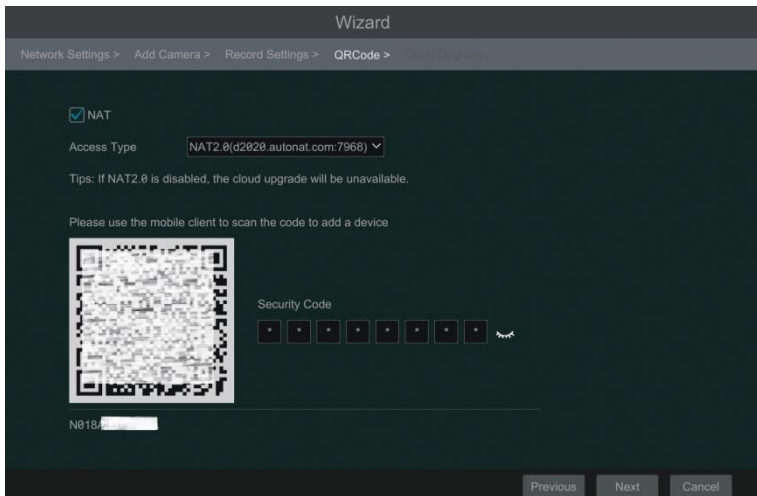 Wizard
Network Settings > Add Camera > Record Settings > QRCode > Cloud Upgrade
NAT
Access Type NAT2.0(d2020.autonat.com:7968)
Tips: If NAT2.0 is disabled, the cloud upgrade will be unavailable.
Please use the mobile client to scan the code to add a device
Security Code
* * * * * * * *
N018
Previous Next Cancel